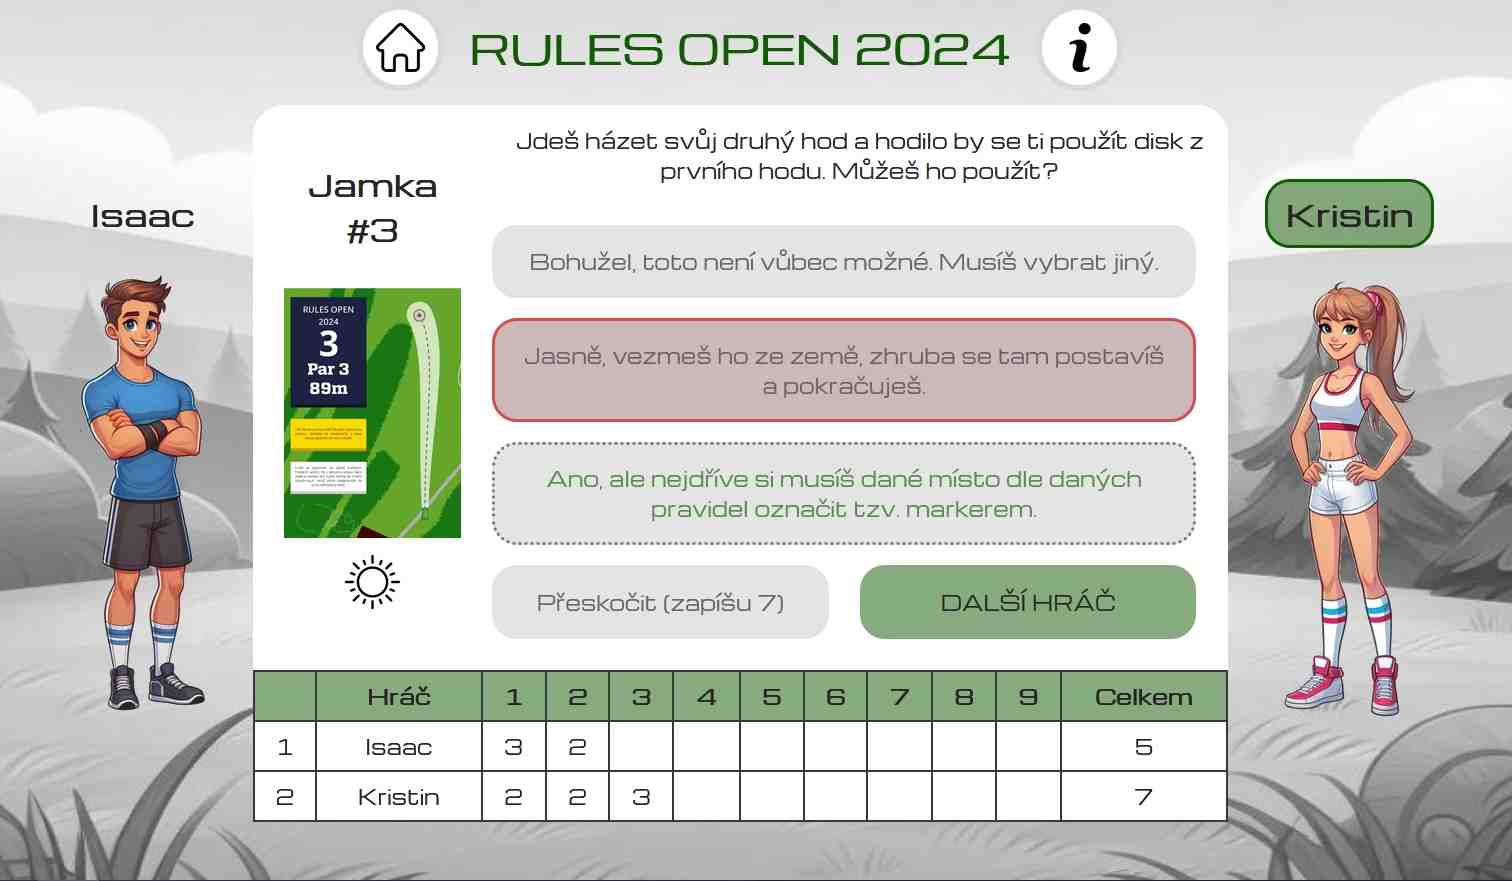 RULES OPEN 2024
Isaac
Jamka
#3
RULES OPEN
2024
3
Par 3
89m
Jdeš házet svůj druhý hod a hodilo by se ti použít disk z
prvního hodu. Můžeš ho použít?
Bohužel, toto není vůbec možné. Musíš vybrat jiný.
Jasně, vezmeš ho ze země, zhruba se tam postavíš
a pokračuješ.
Ano, ale nejdříve si musíš dané místo dle daných
pravidel označit tzv. markerem.
Přeskočit (zapíšu 7)
DALŠÍ HRÁČ
Kristin
Hráč 1 2 3 4 5 6 7 8 9 Celkem
1 Isaac 3 2 5
2 Kristin 2 2 3 7